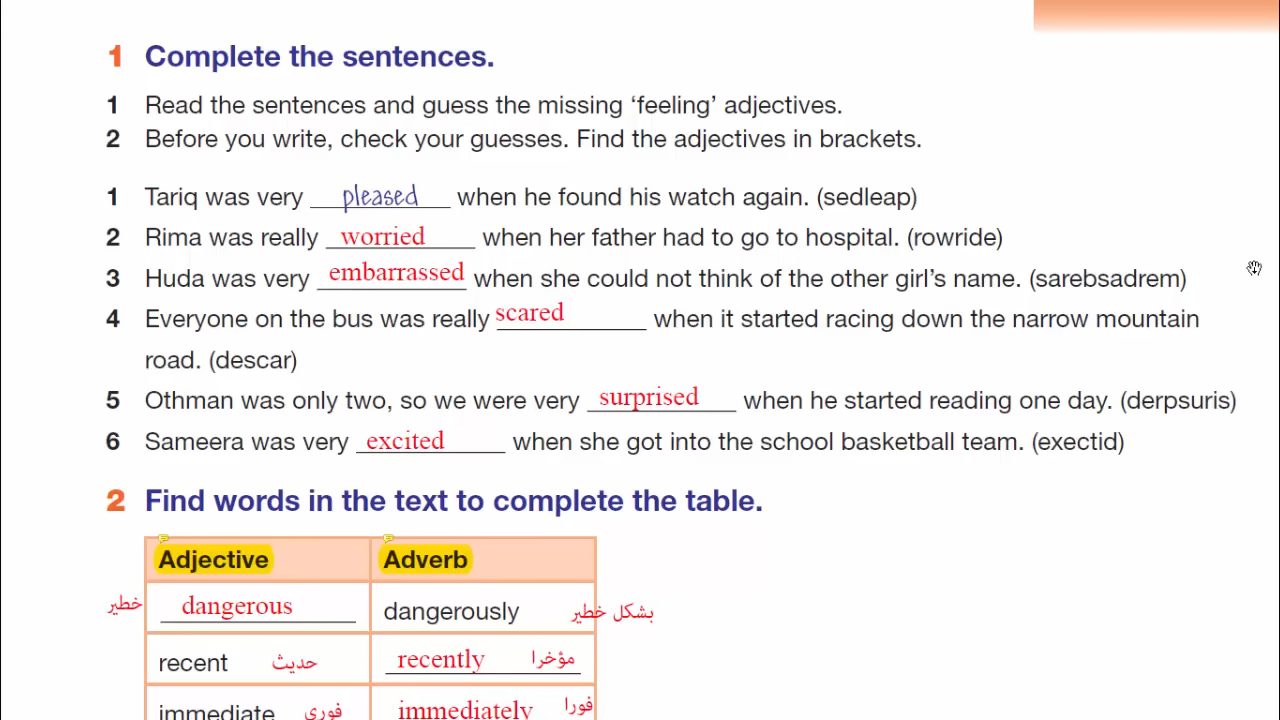 1 Complete the sentences.
1 Read the sentences and guess the missing ‘feeling’ adjectives.
2 Before you write, check your guesses. Find the adjectives in brackets.
1 Tariq was very pleased when he found his watch again. (sedleap)
2 Rima was really worried when her father had to go to hospital. (rowride)
3 Huda was very embarrassed when she could not think of the other girl’s name. (sarebsadrem)
4 Everyone on the bus was really scared when it started racing down the narrow mountain
road. (descar)
5 Othman was only two, so we were very surprised when he started reading one day. (derpsuris)
6 Sameera was very excited when she got into the school basketball team. (exectid)
2 Find words in the text to complete the table.
Adjective Adverb
خطير dangerous dangerously بشكل خطير
recent حديث recently مؤخرا
immediate فوري immediately فورا